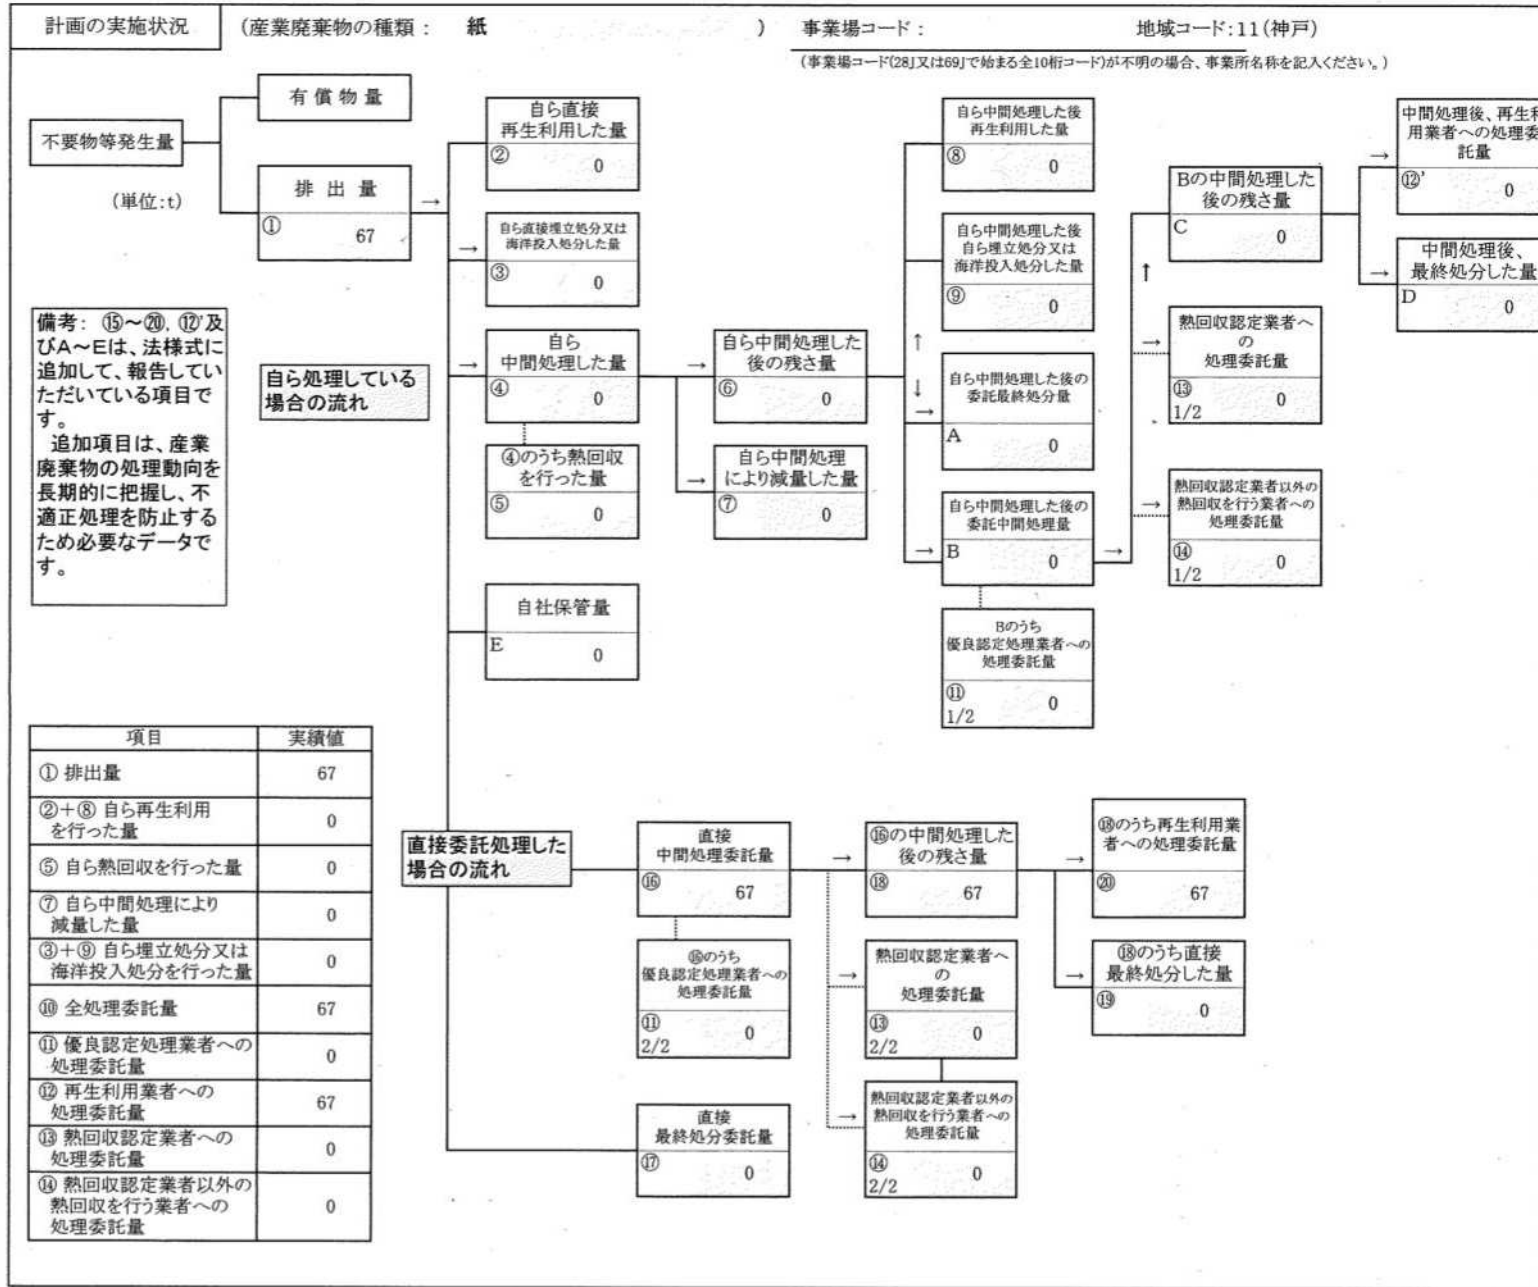 計画の実施状況 (産業廃棄物の種類： 紙 ) 事業場コード： 地域コード:11(神戸)
(事業場コード(｢28｣又は｢69｣で始まる全10桁コード)が不明の場合、事業所名称を記入ください。)
不要物等発生量
(単位:t)
有償物量
排出量
① 67
→
備考： ⑮～⑳, ⑫'及
びA～Eは、法様式に
追加して、報告してい
ただいている項目で
す。
追加項目は、産業
廃棄物の処理動向を
長期的に把握し、不
適正処理を防止する
ため必要なデータで
す。
自ら処理している
場合の流れ
自ら直接
再生利用した量
② 0
→
自ら直接埋立処分又は
海洋投入処分した量
③ 0
→
自ら
中間処理した量
④ 0
④のうち熱回収
を行った量
⑤ 0
自社保管量
E 0
→
自ら中間処理した
後の残さ量
⑥ 0
→
自ら中間処理
により減量した量
⑦ 0
自ら中間処理した後
再生利用した量
⑧ 0
自ら中間処理した後
自ら埋立処分又は
海洋投入処分した量
⑨ 0
↑
↓
→
自ら中間処理した後の
委託最終処分量
A 0
→
自ら中間処理した後の
委託中間処理量
B 0
→
Bのうち
優良認定処理業者への
処理委託量
⑪
1/2 0
↑
Bの中間処理した
後の残さ量
C 0
→
熱回収認定業者へ
の
処理委託量
⑬
1/2 0
→
熱回収認定業者以外の
熱回収を行う業者への
処理委託量
⑭
1/2 0
→
中間処理後、再生利
用業者への処理委
託量
⑫' 0
→
中間処理後、
最終処分した量
D 0
項目 実績値
① 排出量 67
②＋⑧ 自ら再生利用
を行った量 0
⑤ 自ら熱回収を行った量 0
⑦ 自ら中間処理により
減量した量 0
③＋⑨ 自ら埋立処分又は
海洋投入処分を行った量 0
⑩ 全処理委託量 67
⑪ 優良認定処理業者への
処理委託量 0
⑫ 再生利用業者への
処理委託量 67
⑬ 熱回収認定業者への
処理委託量 0
⑭ 熱回収認定業者以外の
熱回収を行う業者への
処理委託量 0
直接委託処理した
場合の流れ
直接
中間処理委託量
⑯ 67
⑯のうち
優良認定処理業者への
処理委託量
⑪
2/2 0
直接
最終処分委託量
⑰ 0
→
⑯の中間処理した
後の残さ量
⑱ 67
→
熱回収認定業者へ
の
処理委託量
⑬
2/2 0
→
熱回収認定業者以外の
熱回収を行う業者への
処理委託量
⑭
2/2 0
→
⑱のうち再生利用業
者への処理委託量
⑳ 67
→
⑱のうち直接
最終処分した量
⑲ 0